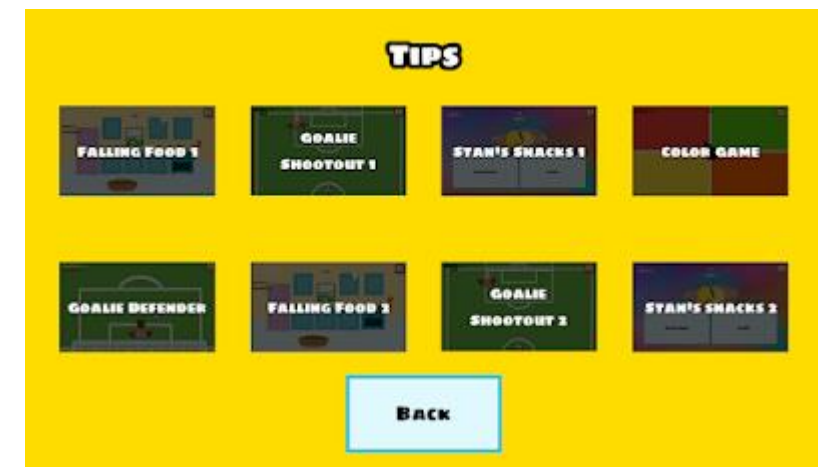 Tips
Falling Food 1
Goalie
Shootout 1
Stan's Snacks 1
Color Game
Goalie Defender
Falling Food 2
Goalie
Shootout 2
Stan's snacks 2
Back